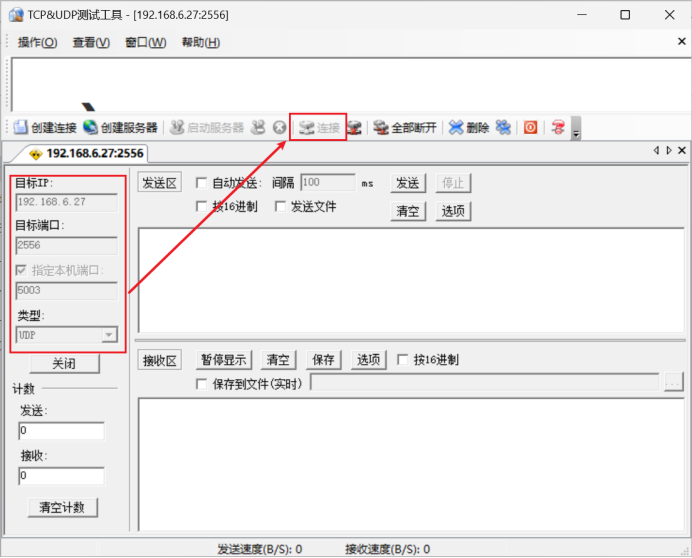 TCP&UDP测试工具 - [192.168.6.27:2556]
操作(O) 查看(V) 窗口(W) 帮助(H)
创建连接 创建服务器 启动服务器 连接 全部断开 删除
192.168.6.27:2556
目标IP:
192.168.6.27
目标端口:
2556
指定本机端口:
5003
类型:
UDP
关闭
计数
发送:
0
接收:
0
清空计数
发送区 自动发送: 间隔 100 ms 发送 停止
按16进制 发送文件 清空 选项
接收区 暂停显示 清空 保存 选项 按16进制
保存到文件(实时) ...
发送速度(B/S): 0 接收速度(B/S): 0